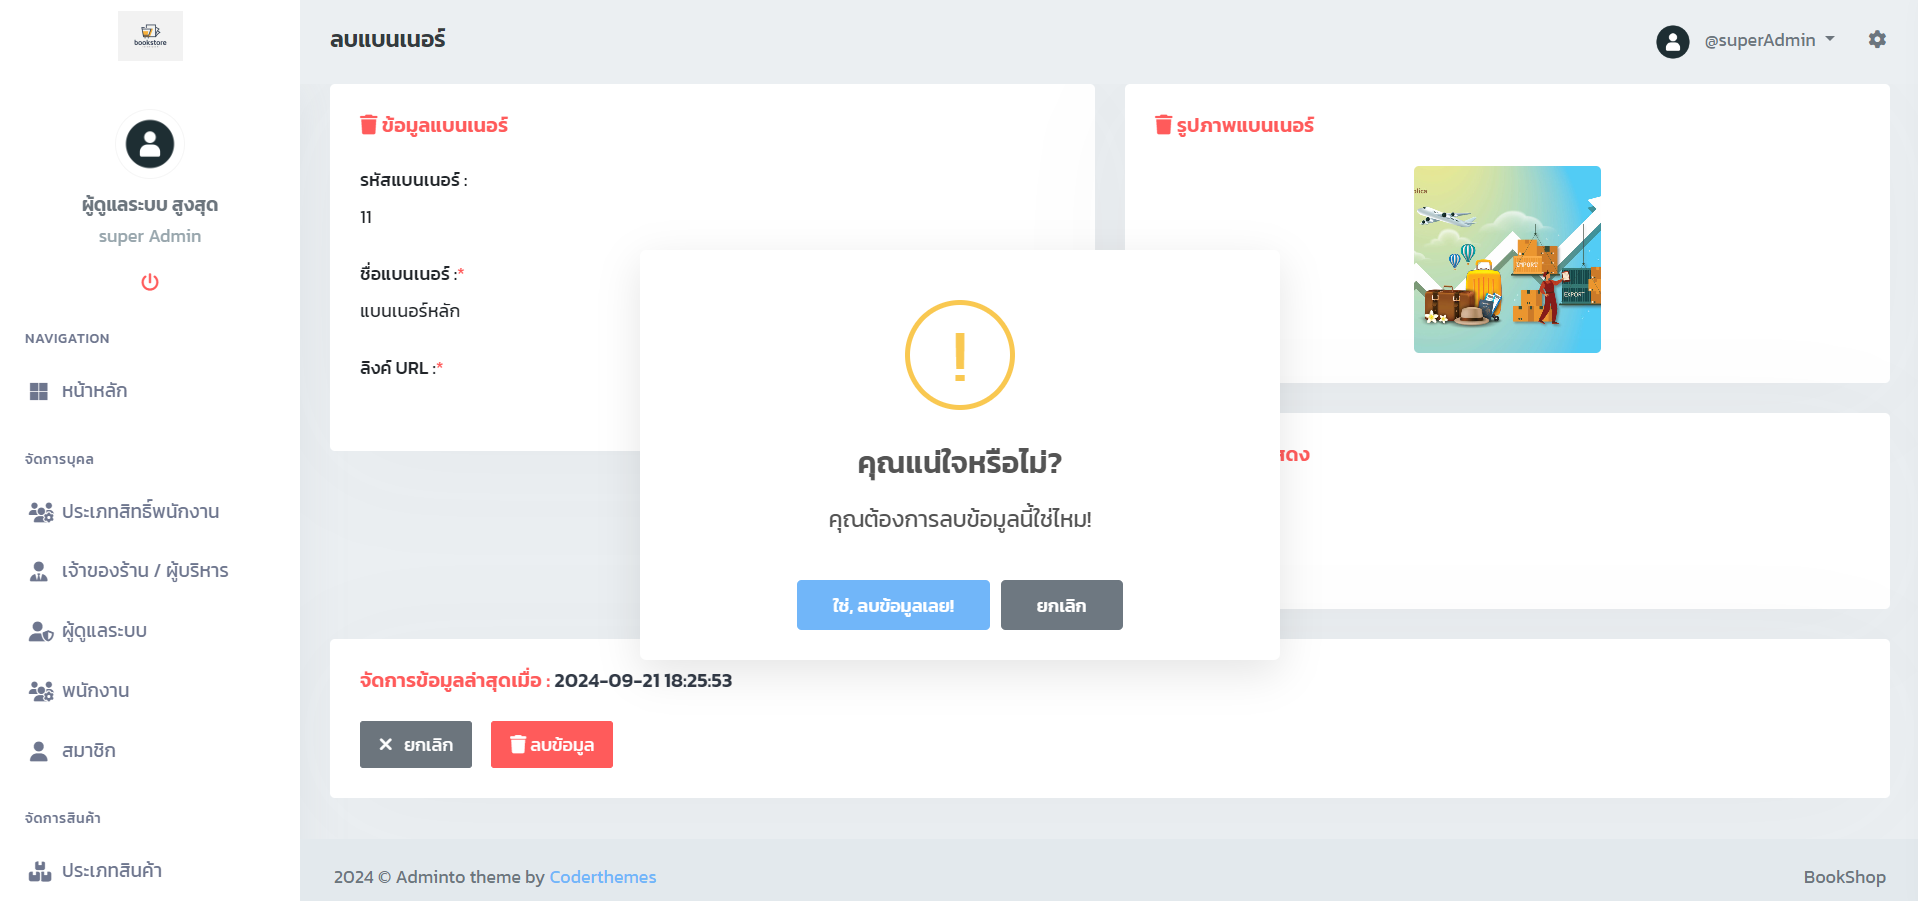 bookstore
ผู้ดูแลระบบ สูงสุด
super Admin
NAVIGATION
หน้าหลัก
จัดการบุคล
ประเภทสิทธิ์พนักงาน
เจ้าของร้าน / ผู้บริหาร
ผู้ดูแลระบบ
พนักงาน
สมาชิก
จัดการสินค้า
ประเภทสินค้า
ลบแบนเนอร์
@superAdmin
ข้อมูลแบนเนอร์
รหัสแบนเนอร์ :
11
ชื่อแบนเนอร์ :*
แบนเนอร์หลัก
ลิงค์ URL :*
รูปภาพแบนเนอร์
IMPORT
EXPORT
คุณแน่ใจหรือไม่?
คุณต้องการลบข้อมูลนี้ใช่ไหม!
ใช่, ลบข้อมูลเลย!
ยกเลิก
จัดการข้อมูลล่าสุดเมื่อ : 2024-09-21 18:25:53
ยกเลิก
ลบข้อมูล
2024 © Adminto theme by Coderthemes
BookShop